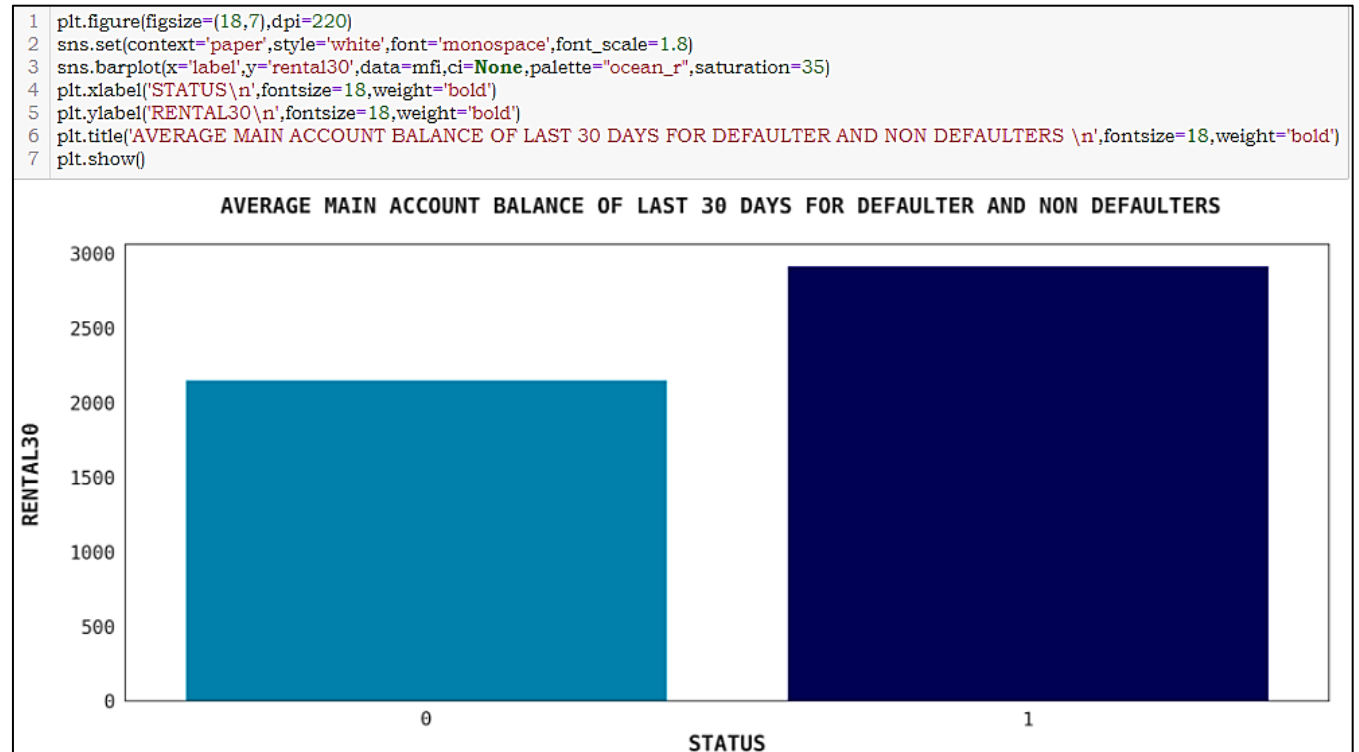 1 plt.figure(figsize=(18,7),dpi=220)
2 sns.set(context='paper',style='white',font='monospace',font_scale=1.8)
3 sns.barplot(x='label',y='rental30',data=mfi,ci=None,palette="ocean_r",saturation=35)
4 plt.xlabel('STATUS\n',fontsize=18,weight='bold')
5 plt.ylabel('RENTAL30\n',fontsize=18,weight='bold')
6 plt.title('AVERAGE MAIN ACCOUNT BALANCE OF LAST 30 DAYS FOR DEFAULTER AND NON DEFAULTERS \n',fontsize=18,weight='bold')
7 plt.show()
AVERAGE MAIN ACCOUNT BALANCE OF LAST 30 DAYS FOR DEFAULTER AND NON DEFAULTERS
3000
2500
2000
1500
1000
500
0
RENTAL30
0 1
STATUS